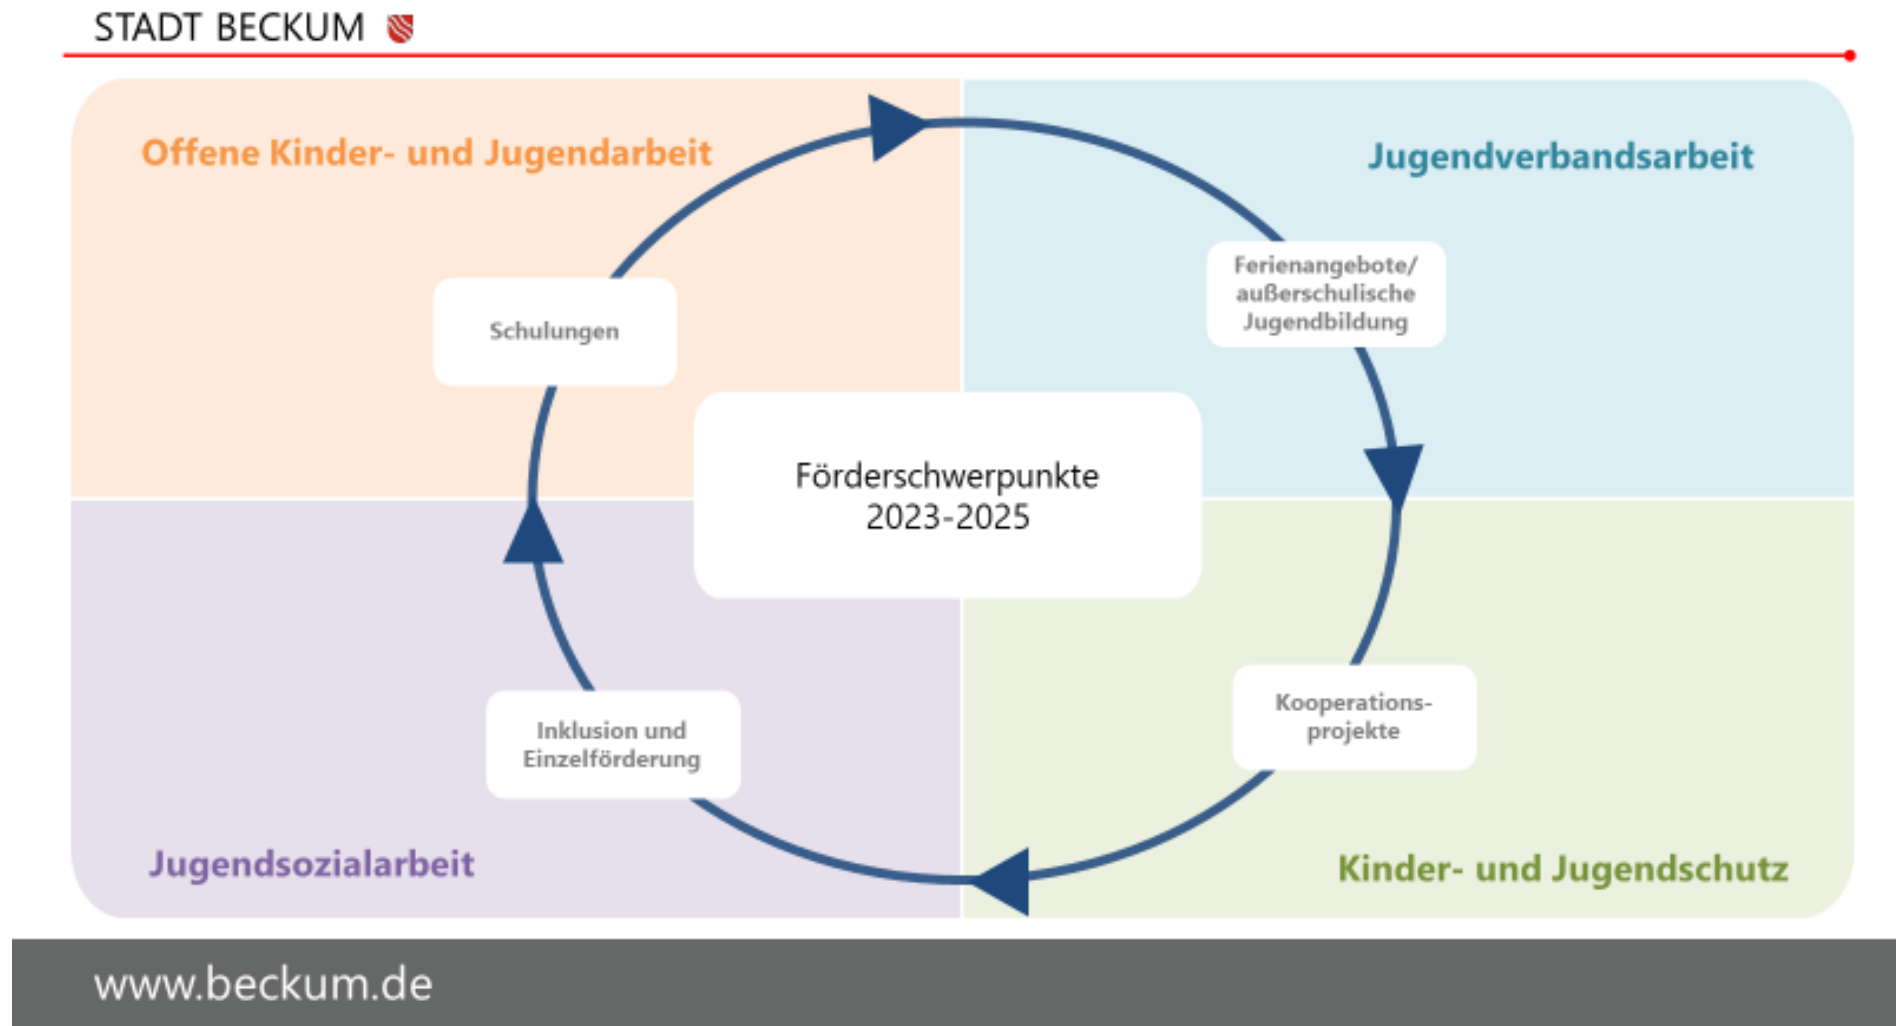 STADT BECKUM
Offene Kinder- und Jugendarbeit
Jugendverbandsarbeit
Ferienangebote/
außerschulische
Jugendbildung
Schulungen
Förderschwerpunkte
2023-2025
Kooperations-
projekte
Inklusion und
Einzelförderung
Jugendsozialarbeit
Kinder- und Jugendschutz
www.beckum.de